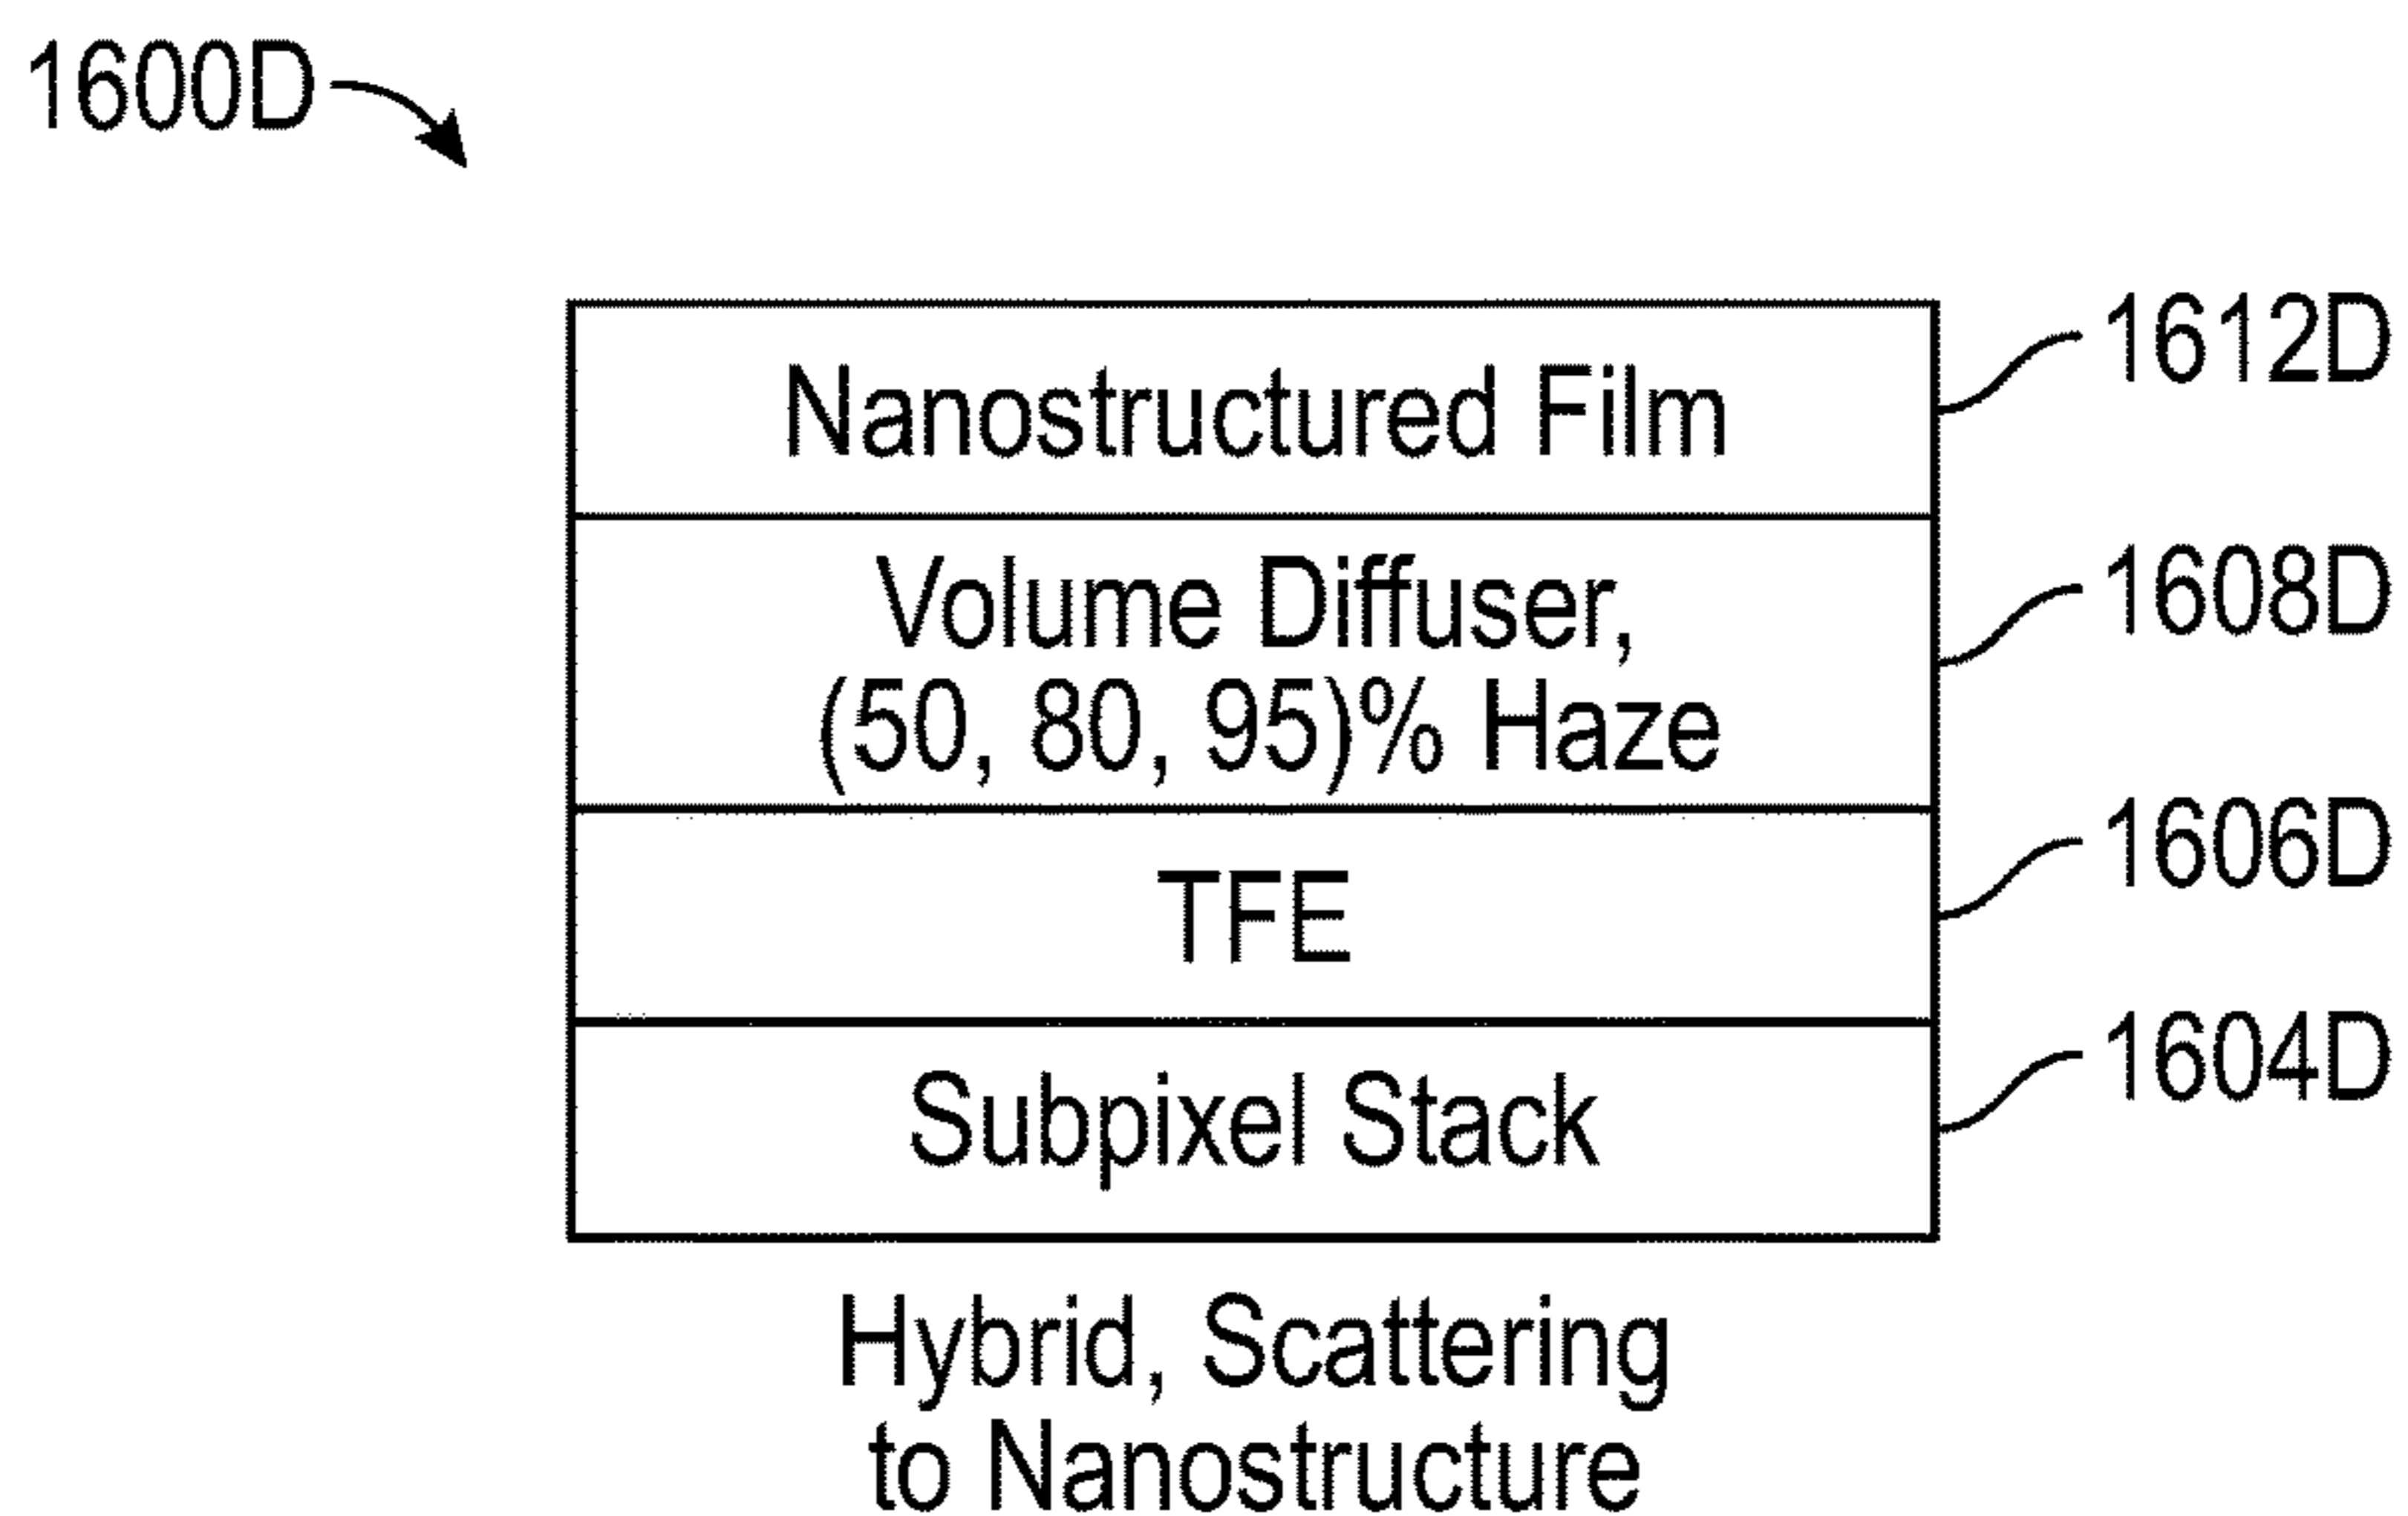 1600D
Nanostructured Film
1612D
Volume Diffuser,
(50, 80, 95)% Haze
1608D
TFE
1606D
Subpixel Stack
1604D
Hybrid, Scattering
to Nanostructure